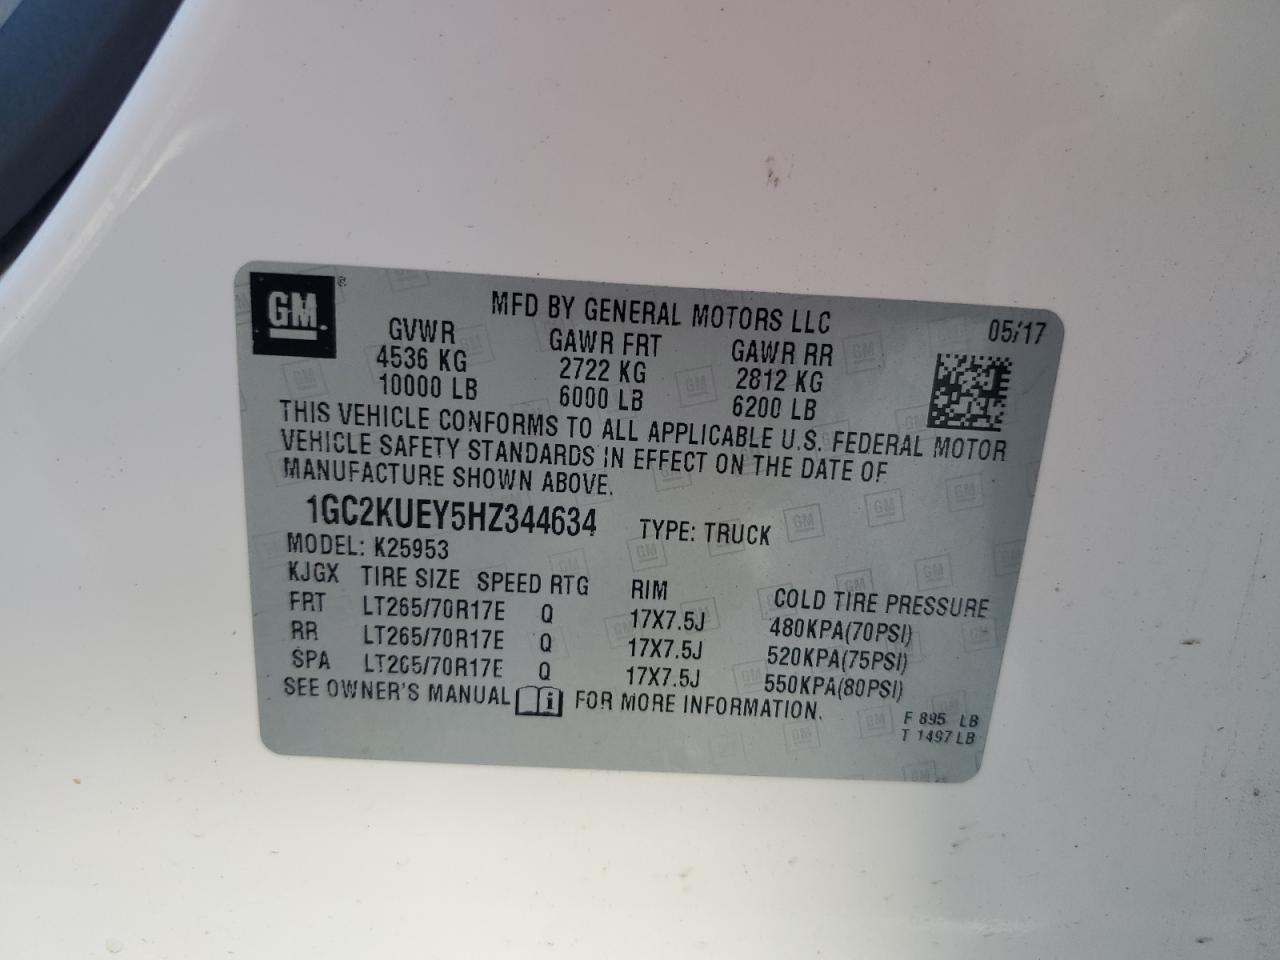 GM ®
MFD BY GENERAL MOTORS LLC 05/17
GVWR GAWR FRT GAWR RR
4536 KG 2722 KG 2812 KG
10000 LB 6000 LB 6200 LB
THIS VEHICLE CONFORMS TO ALL APPLICABLE U.S. FEDERAL MOTOR
VEHICLE SAFETY STANDARDS IN EFFECT ON THE DATE OF
MANUFACTURE SHOWN ABOVE.
1GC2KUEY5HZ344634 TYPE: TRUCK
MODEL: K25953
KJGX TIRE SIZE SPEED RTG RIM COLD TIRE PRESSURE
FRT LT265/70R17E Q 17X7.5J 480KPA(70PSI)
RR LT265/70R17E Q 17X7.5J 520KPA(75PSI)
SPA LT265/70R17E Q 17X7.5J 550KPA(80PSI)
SEE OWNER'S MANUAL i FOR MORE INFORMATION.
F 895 LB
T 1497 LB